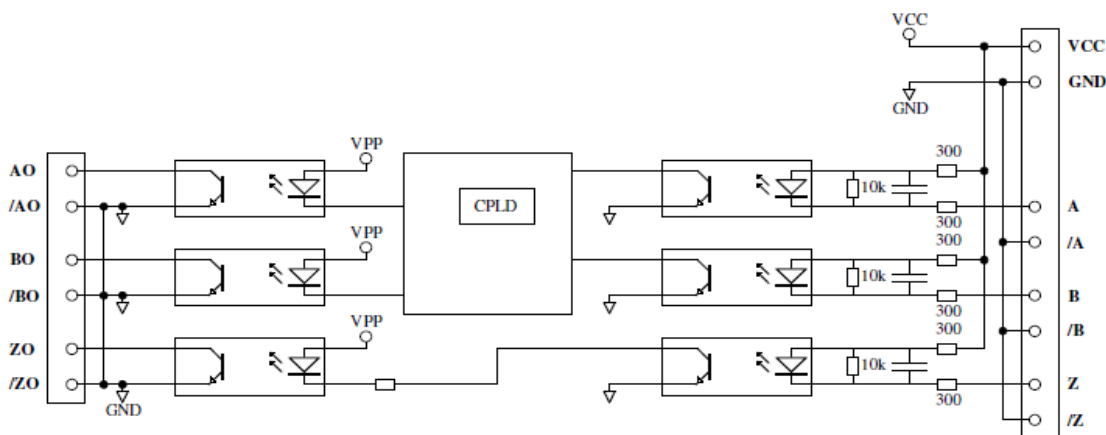 VCC
VCC
GND
GND
AO
/AO
BO
/BO
ZO
/ZO
GND
VPP
VPP
VPP
CPLD
300
10k
300
A
/A
300
10k
300
B
/B
300
10k
300
Z
/Z